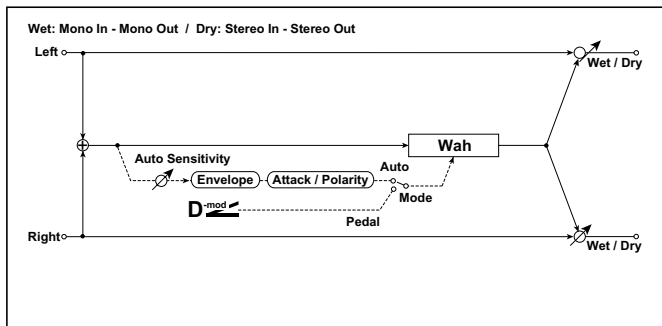 Wet: Mono In - Mono Out / Dry: Stereo In - Stereo Out
Left
Wet / Dry
Wah
Auto Sensitivity
Auto
Envelope
Attack / Polarity
Mode
D-mod
Pedal
Right
Wet / Dry